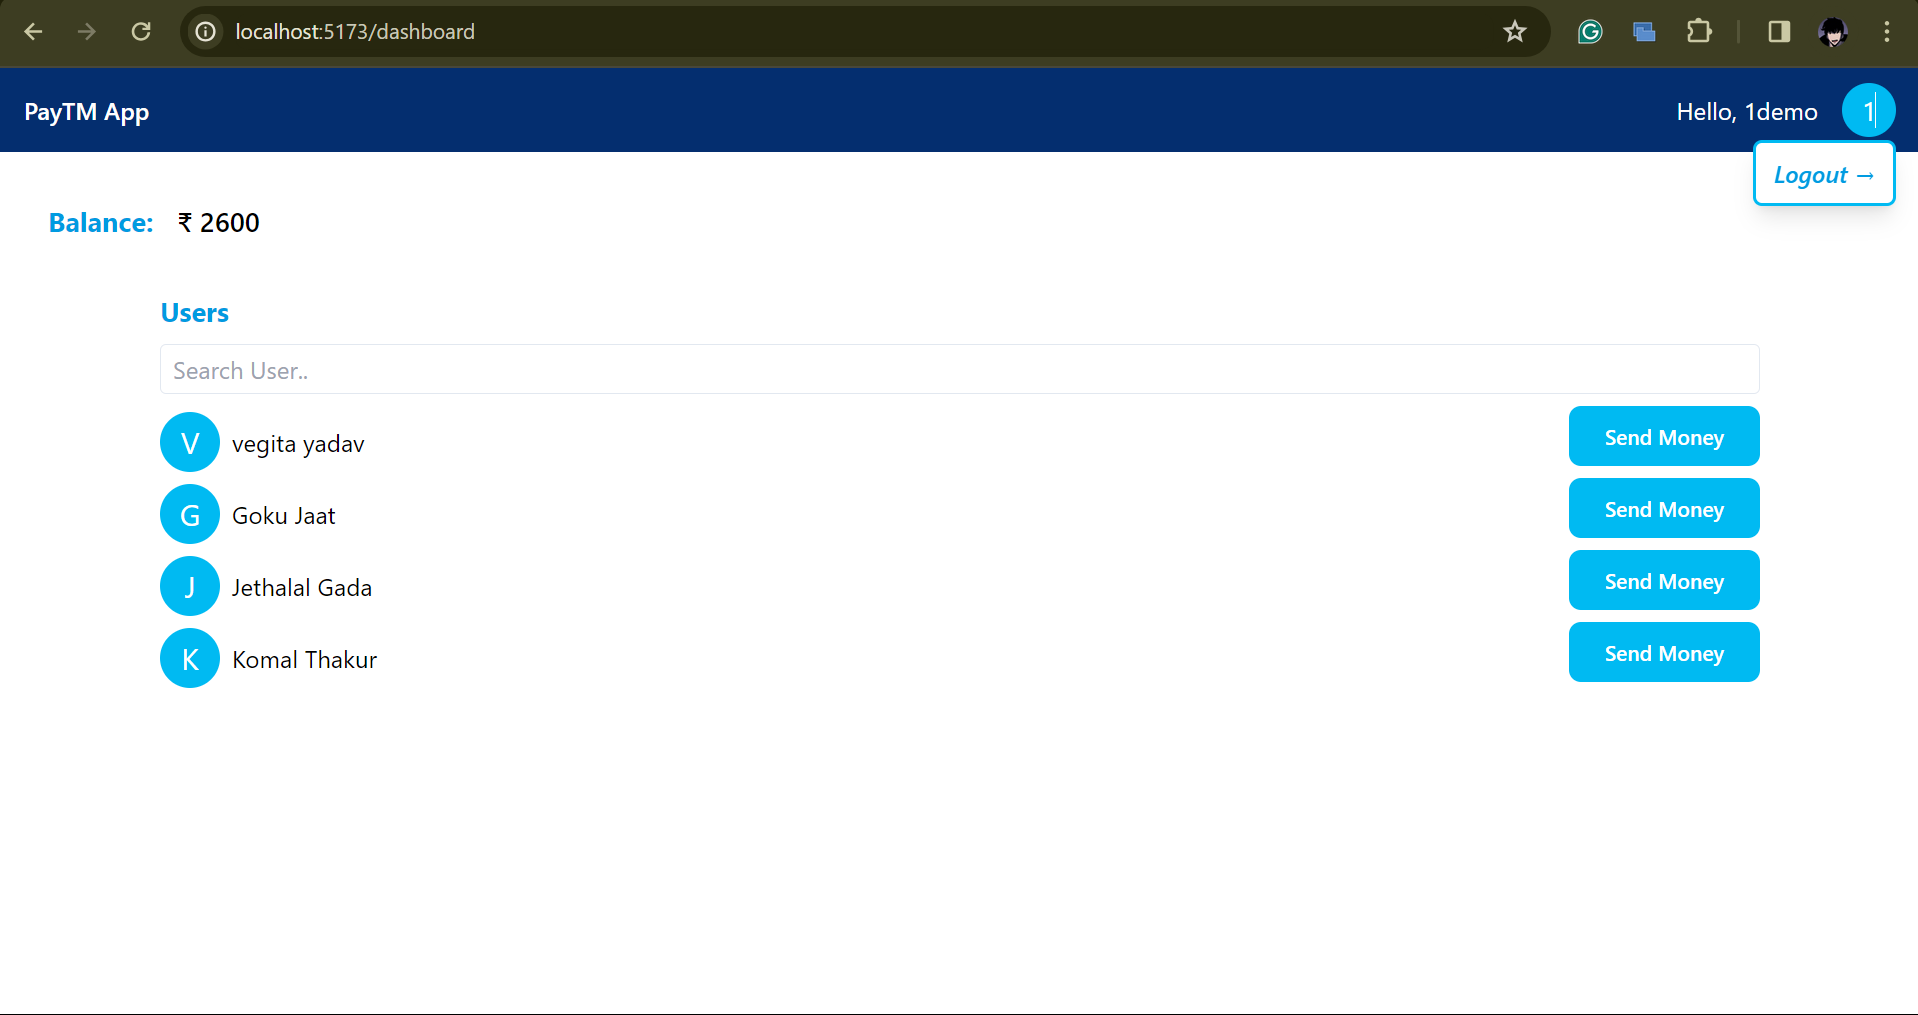 localhost:5173/dashboard
PayTM App
Hello, 1demo
1
Logout →
Balance: ₹ 2600
Users
Search User..
V vegita yadav Send Money
G Goku Jaat Send Money
J Jethalal Gada Send Money
K Komal Thakur Send Money